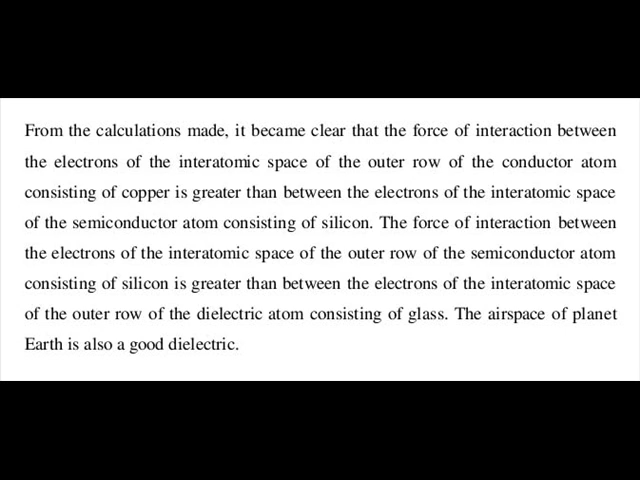 From the calculations made, it became clear that the force of interaction between
the electrons of the interatomic space of the outer row of the conductor atom
consisting of copper is greater than between the electrons of the interatomic space
of the semiconductor atom consisting of silicon. The force of interaction between
the electrons of the interatomic space of the outer row of the semiconductor atom
consisting of silicon is greater than between the electrons of the interatomic space
of the outer row of the dielectric atom consisting of glass. The airspace of planet
Earth is also a good dielectric.